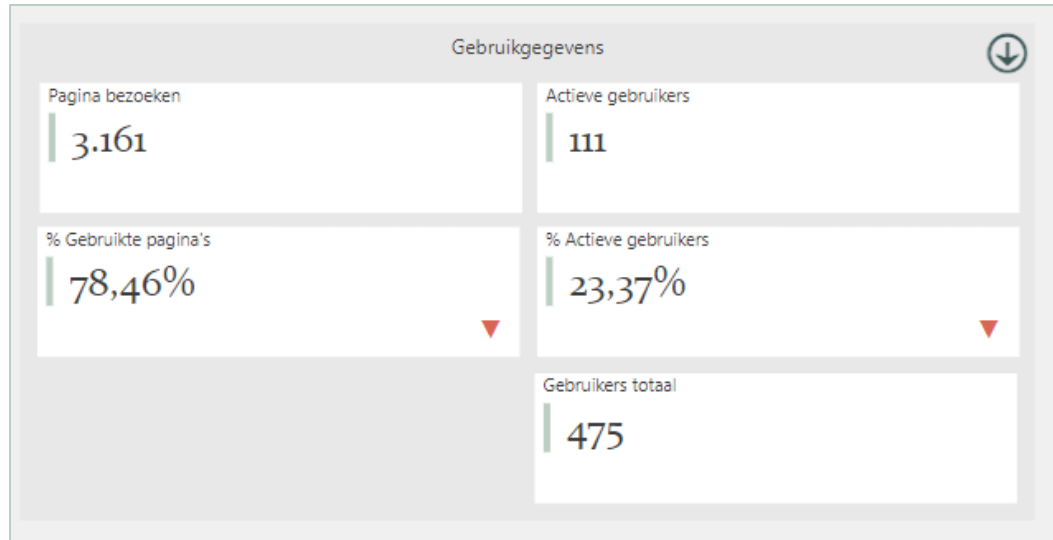 Gebruikgegevens
Pagina bezoeken
3.161
Actieve gebruikers
111
% Gebruikte pagina's
78,46%
% Actieve gebruikers
23,37%
Gebruikers totaal
475